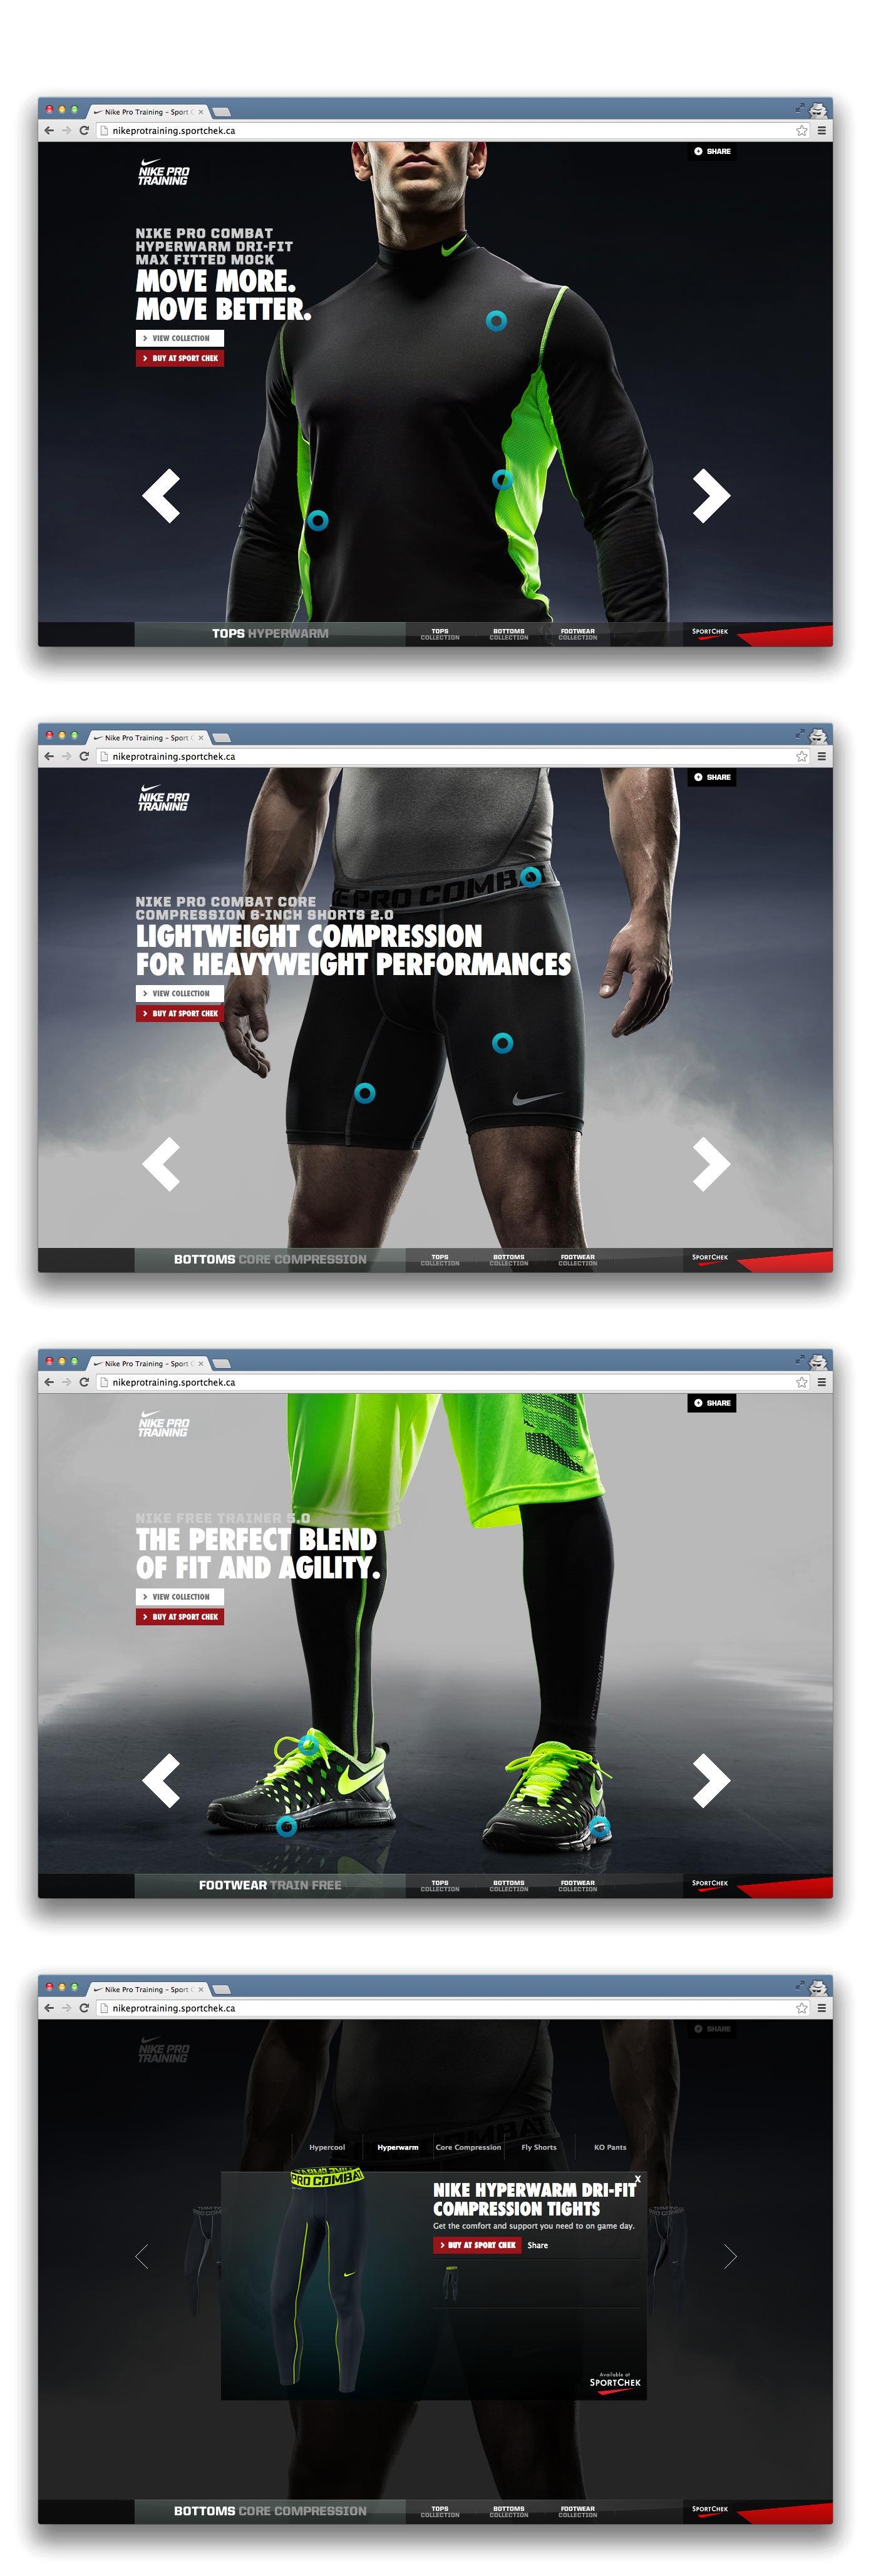 Nike Pro Training - Sport C
nikeprotraining.sportchek.ca
SHARE
NIKE PRO
TRAINING
NIKE PRO COMBAT
HYPERWARM DRI-FIT
MAX FITTED MOCK
MOVE MORE.
MOVE BETTER.
VIEW COLLECTION
BUY AT SPORT CHEK
TOPS HYPERWARM
TOPS
COLLECTION
BOTTOMS
COLLECTION
FOOTWEAR
COLLECTION
SPORTCHEK
Nike Pro Training - Sport C
nikeprotraining.sportchek.ca
SHARE
NIKE PRO
TRAINING
PRO COMBAT
NIKE PRO COMBAT CORE
COMPRESSION 6-INCH SHORTS 2.0
LIGHTWEIGHT COMPRESSION
FOR HEAVYWEIGHT PERFORMANCES
VIEW COLLECTION
BUY AT SPORT CHEK
BOTTOMS CORE COMPRESSION
TOPS
COLLECTION
BOTTOMS
COLLECTION
FOOTWEAR
COLLECTION
SPORTCHEK
Nike Pro Training - Sport C
nikeprotraining.sportchek.ca
SHARE
NIKE PRO
TRAINING
NIKE FREE TRAINER 5.0
THE PERFECT BLEND
OF FIT AND AGILITY.
VIEW COLLECTION
BUY AT SPORT CHEK
HYPERWARM
FOOTWEAR TRAIN FREE
TOPS
COLLECTION
BOTTOMS
COLLECTION
FOOTWEAR
COLLECTION
SPORTCHEK
Nike Pro Training - Sport C
nikeprotraining.sportchek.ca
SHARE
NIKE PRO
TRAINING
COMBAT
Hypercool
Hyperwarm
Core Compression
Fly Shorts
KO Pants
X
PRO COMBAT
NIKE HYPERWARM DRI-FIT
COMPRESSION TIGHTS
Get the comfort and support you need to on game day.
BUY AT SPORT CHEK
Share
Available at
SPORTCHEK
BOTTOMS CORE COMPRESSION
TOPS
COLLECTION
BOTTOMS
COLLECTION
FOOTWEAR
COLLECTION
SPORTCHEK